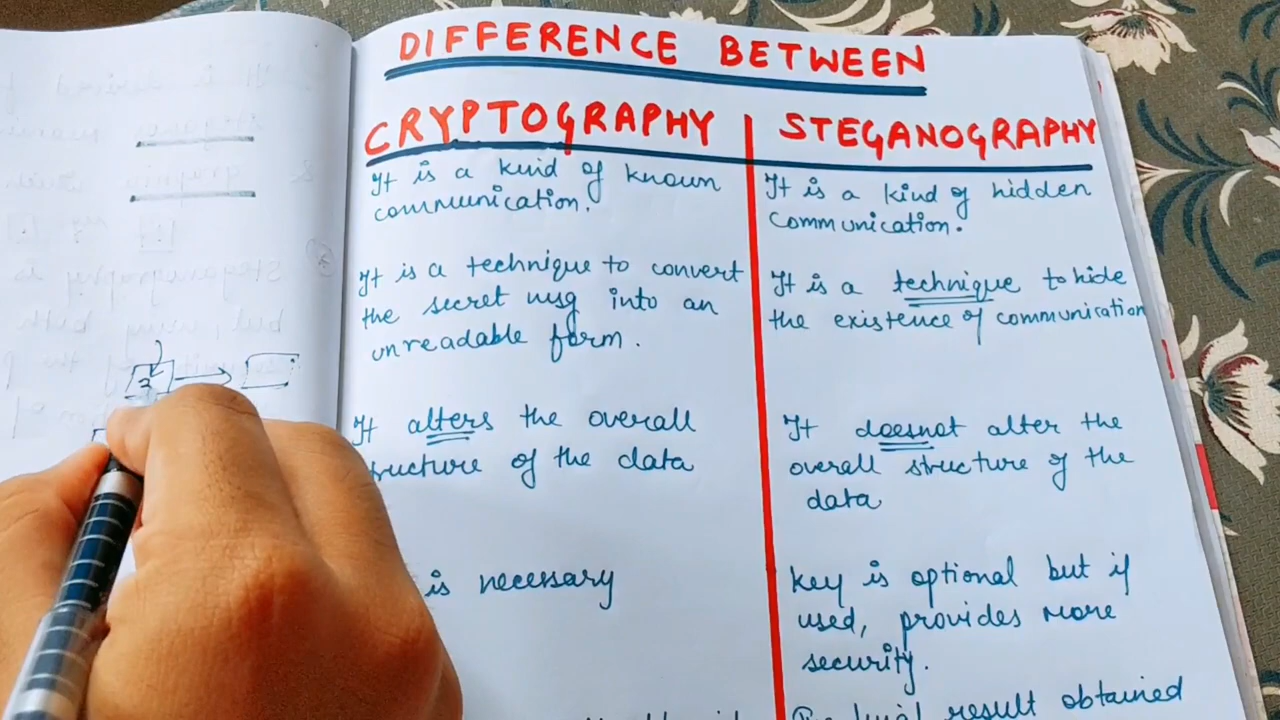 DIFFERENCE BETWEEN
CRYPTOGRAPHY
It is a kind of known
communication.
It is a technique to convert
the secret msg into an
unreadable form.
It alters the overall
structure of the data
is necessary
STEGANOGRAPHY
It is a kind of hidden
communication.
It is a technique to hide
the existence of communication
It doesnot alter the
overall structure of the
data
Key is optional but if
used, provides more
security.
result obtained